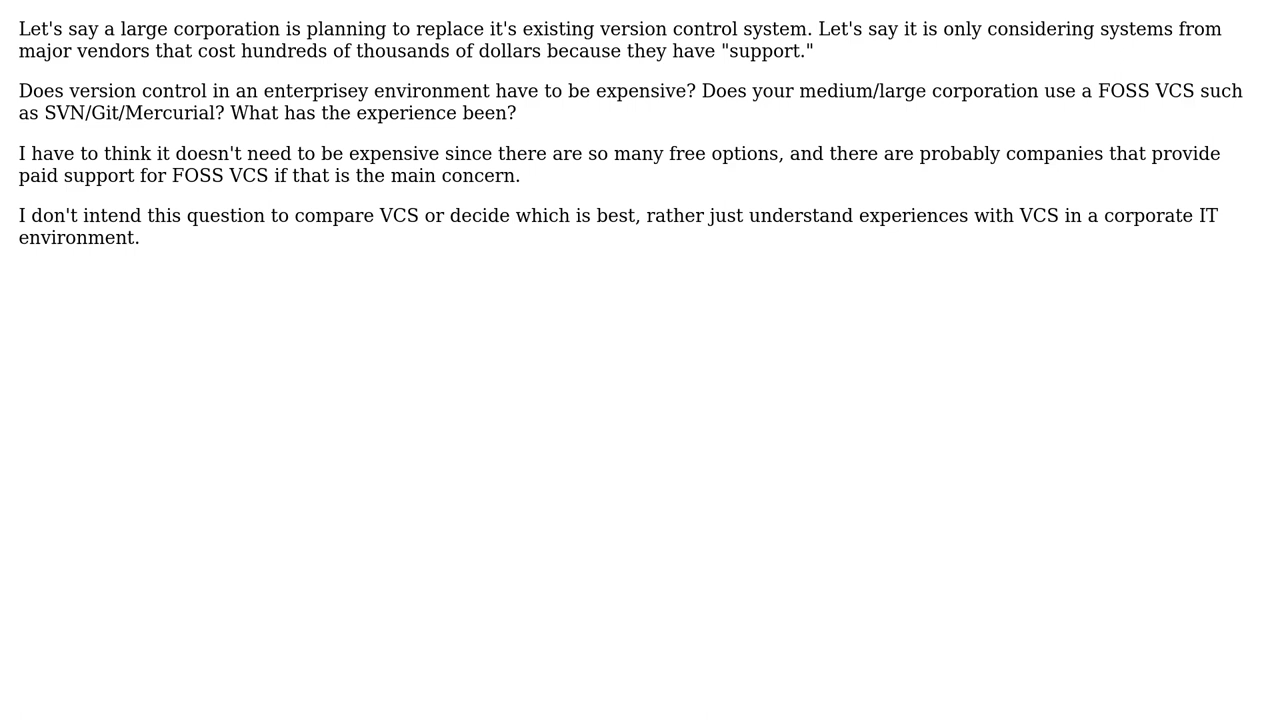 Let's say a large corporation is planning to replace it's existing version control system. Let's say it is only considering systems from
major vendors that cost hundreds of thousands of dollars because they have "support."
Does version control in an enterprisey environment have to be expensive? Does your medium/large corporation use a FOSS VCS such
as SVN/Git/Mercurial? What has the experience been?
I have to think it doesn't need to be expensive since there are so many free options, and there are probably companies that provide
paid support for FOSS VCS if that is the main concern.
I don't intend this question to compare VCS or decide which is best, rather just understand experiences with VCS in a corporate IT
environment.